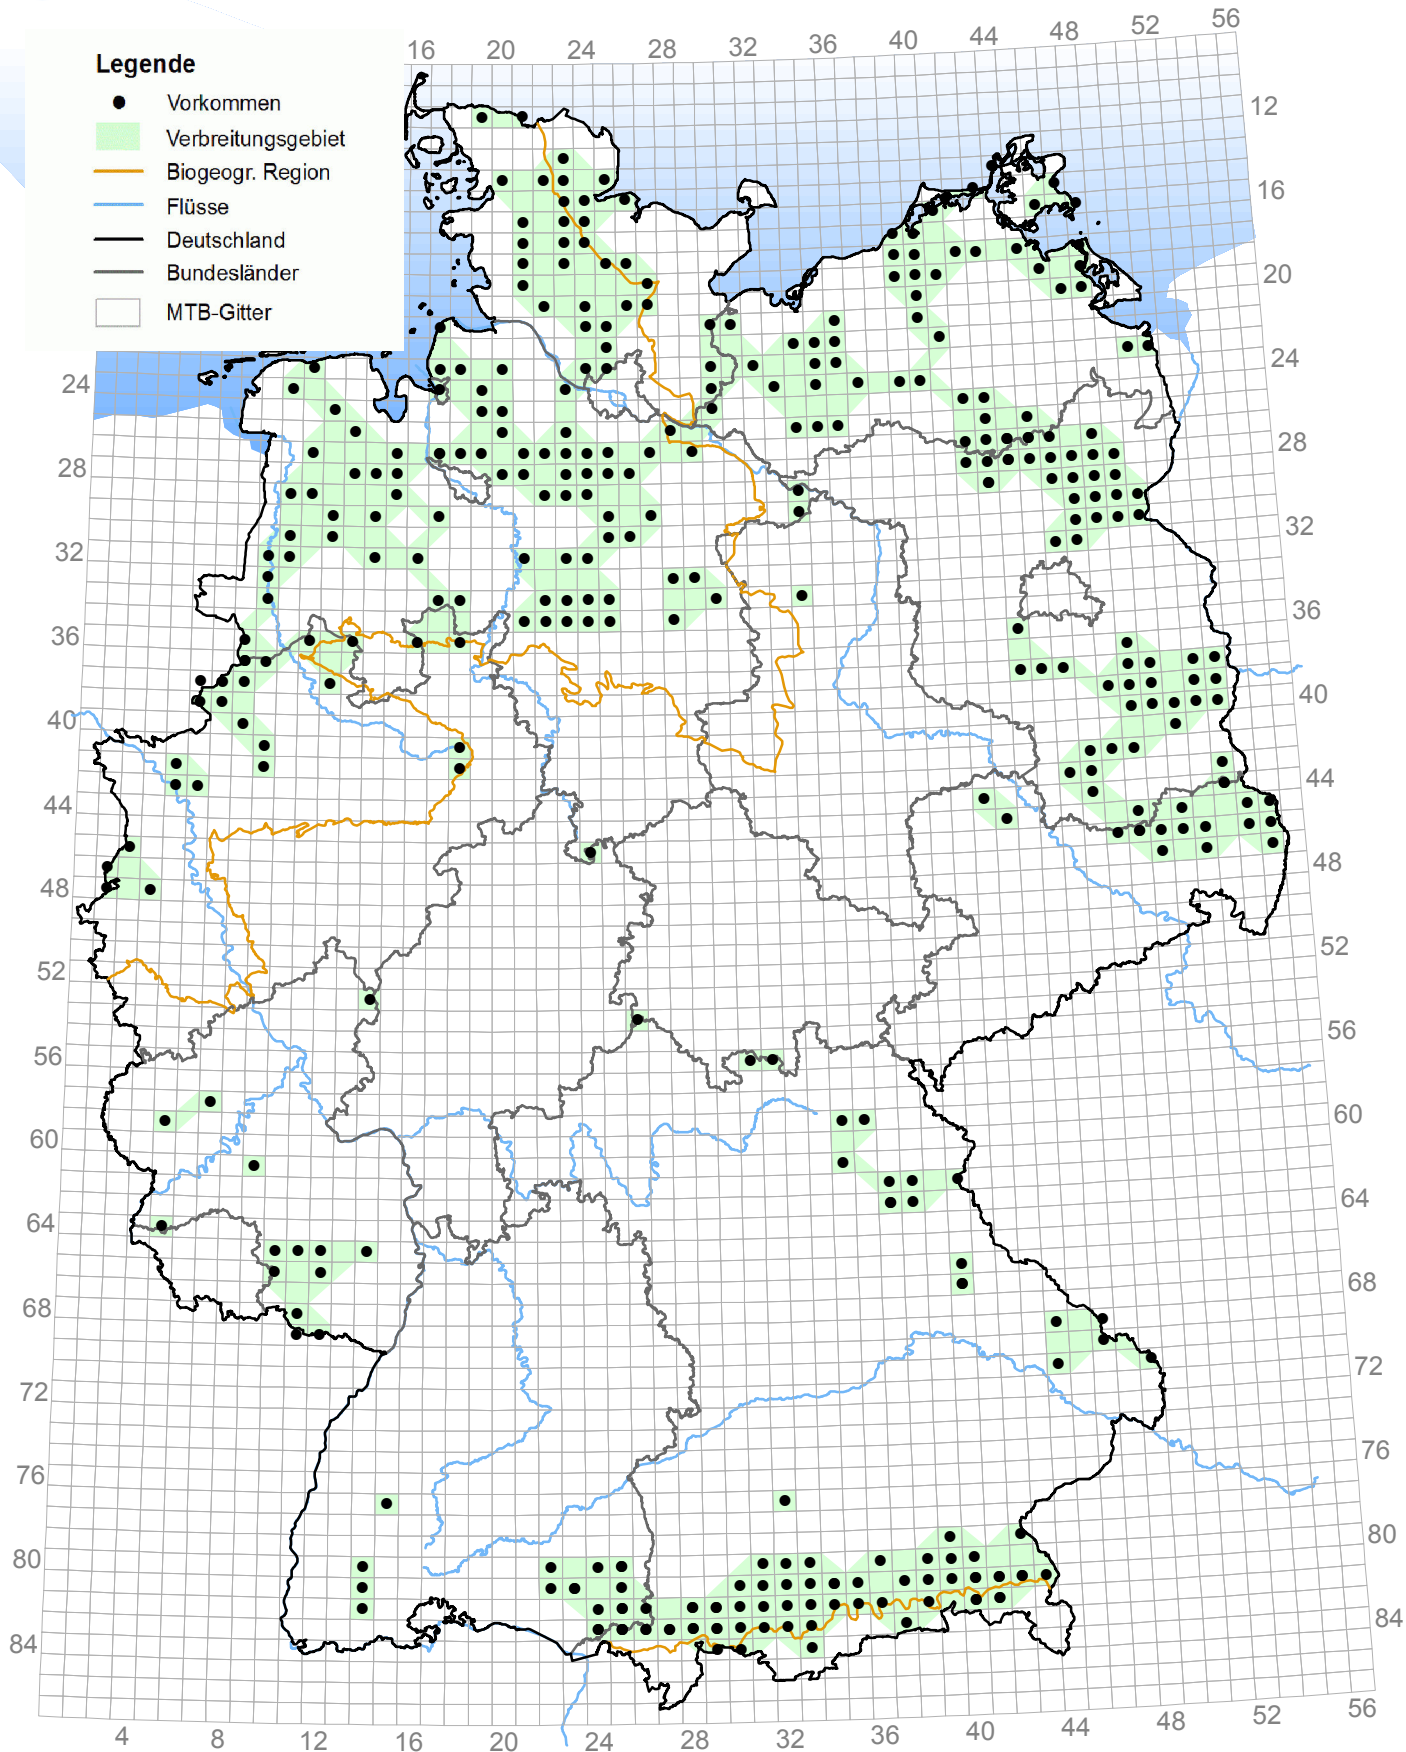 16 20 24 28 32 36 40 44 48 52 56
Legende
Vorkommen
Verbreitungsgebiet
Biogeogr. Region
Flüsse
Deutschland
Bundesländer
MTB-Gitter
12
16
20
24 24
28 28
32 32
36 36
40 40
44 44
48 48
52 52
56 56
60 60
64 64
68 68
72 72
76 76
80 80
84 84
4 8 12 16 20 24 28 32 36 40 44 48 52 56